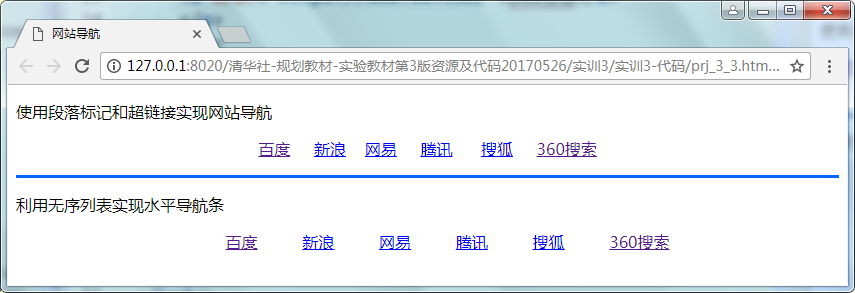 网站导航
127.0.0.1:8020/清华社-规划教材-实验教材第3版资源及代码20170526/实训3/实训3-代码/prj_3_3.htm...
使用段落标记和超链接实现网站导航
百度 新浪 网易 腾讯 搜狐 360搜索
利用无序列表实现水平导航条
百度 新浪 网易 腾讯 搜狐 360搜索